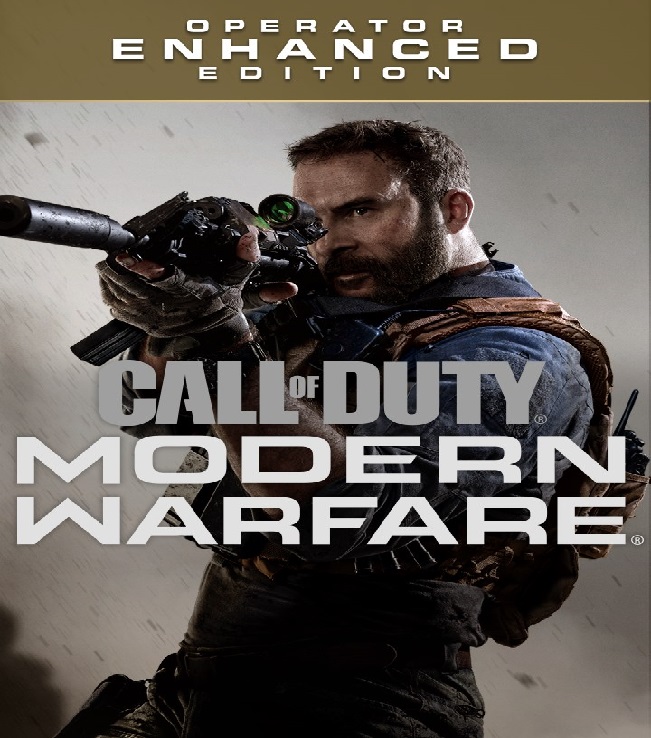 OPERATOR
ENHANCED
EDITION
CALL OF DUTY®
MODERN
WARFARE®